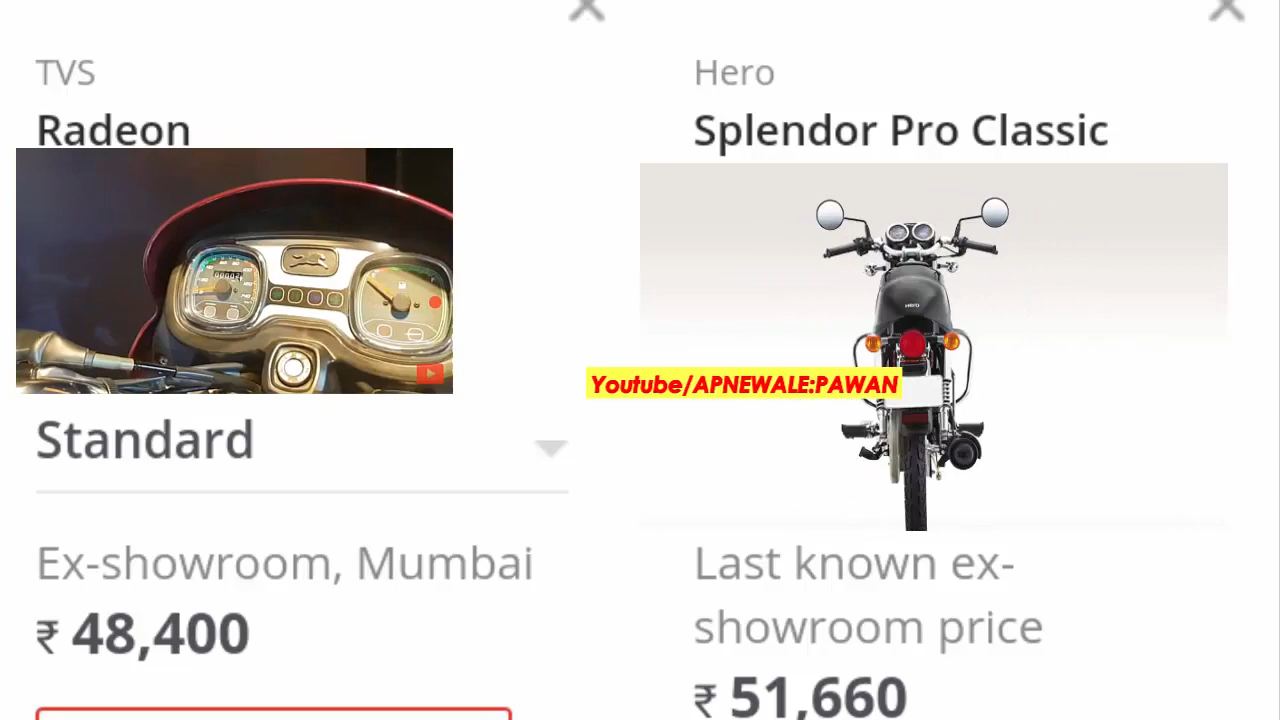 TVS
Radeon
Hero
Splendor Pro Classic
HERO
Youtube/APNEWALE:PAWAN
Standard
Ex-showroom, Mumbai
₹ 48,400
Last known ex-
showroom price
₹ 51,660